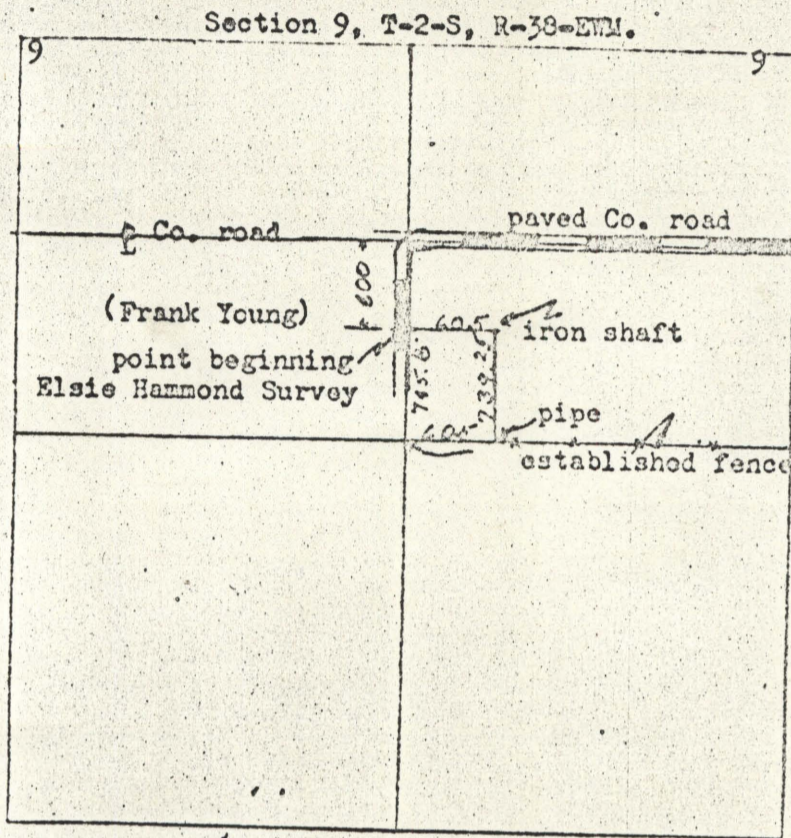 Section 9, T-2-S, R-38-EWM.
9 9
Co. road
paved Co. road
600
(Frank Young)
605
iron shaft
point beginning
Elsie Hammond Survey
745.6
739.2
pipe
605
established fence